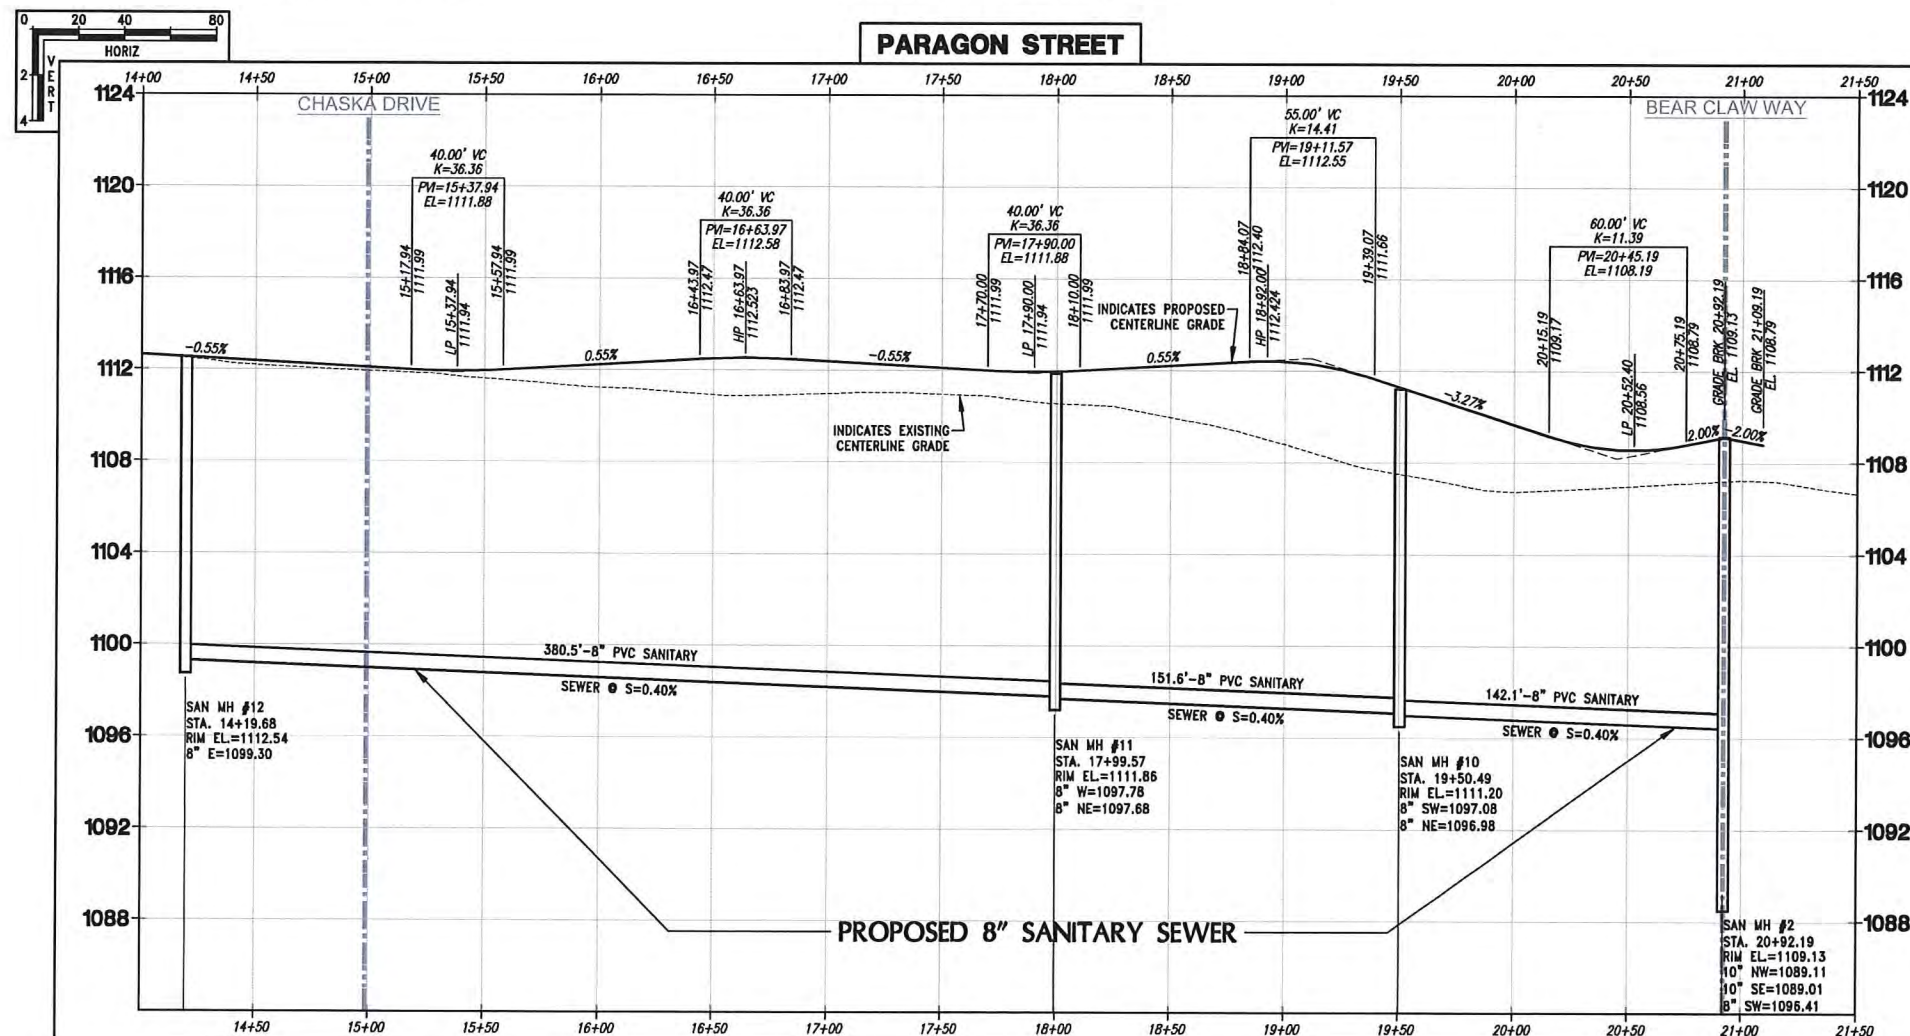 PARAGON STREET
0 20 40 80
HORIZ
VERT
2
4
14+00 14+50 15+00 15+50 16+00 16+50 17+00 17+50 18+00 18+50 19+00 19+50 20+00 20+50 21+00 21+50
1124
1120
1116
1112
1108
1104
1100
1096
1092
1088
CHASKA DRIVE
40.00' VC
K=36.36
PVI=15+37.94
EL=1111.88
15+17.94
1111.99
LP 15+37.94
1111.94
15+57.94
1111.99
40.00' VC
K=36.36
PVI=16+63.97
EL=1112.58
16+43.97
1112.47
HP 16+63.97
1112.523
16+83.97
1112.47
40.00' VC
K=36.36
PVI=17+90.00
EL=1111.88
17+70.00
1111.99
LP 17+90.00
1111.94
18+10.00
1111.99
55.00' VC
K=14.41
PVI=19+11.57
EL=1112.55
18+84.07
1112.40
HP 18+92.00
1112.424
19+39.07
1111.66
60.00' VC
K=11.39
PVI=20+45.19
EL=1108.19
20+15.19
1109.17
LP 20+52.40
1108.56
20+75.19
1108.79
BEAR CLAW WAY
GRADE BRK 20+92.19
EL 1109.13
GRADE BRK 21+09.19
EL 1108.79
-0.55%
0.55%
-0.55%
0.55%
-3.27%
2.00%
-2.00%
INDICATES PROPOSED
CENTERLINE GRADE
INDICATES EXISTING
CENTERLINE GRADE
380.5'-8" PVC SANITARY
SEWER @ S=0.40%
151.6'-8" PVC SANITARY
SEWER @ S=0.40%
142.1'-8" PVC SANITARY
SEWER @ S=0.40%
SAN MH #12
STA. 14+19.68
RIM EL.=1112.54
8" E=1099.30
SAN MH #11
STA. 17+99.57
RIM EL.=1111.86
8" W=1097.78
8" NE=1097.68
SAN MH #10
STA. 19+50.49
RIM EL.=1111.20
8" SW=1097.08
8" NE=1096.98
SAN MH #2
STA. 20+92.19
RIM EL.=1109.13
10" NW=1089.11
10" SE=1089.01
8" SW=1096.41
PROPOSED 8" SANITARY SEWER
1124
1120
1116
1112
1108
1104
1100
1096
1092
1088
14+50 15+00 15+50 16+00 16+50 17+00 17+50 18+00 18+50 19+00 19+50 20+00 20+50 21+00 21+50